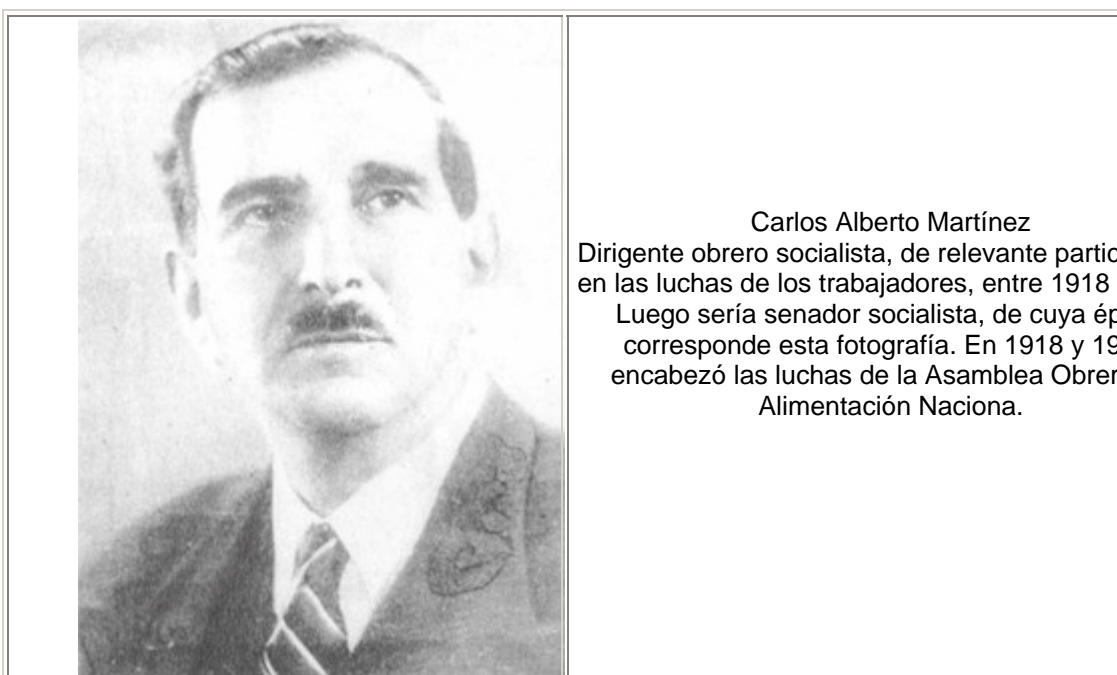 Carlos Alberto Martínez
Dirigente obrero socialista, de relevante
en las luchas de los trabajadores, entre 1918
Luego sería senador socialista, de cuya
corresponde esta fotografía. En 1918 y
encabezó las luchas de la Asamblea
Alimentación Naciona.